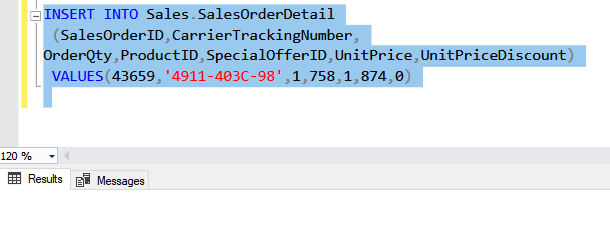 INSERT INTO Sales.SalesOrderDetail
(SalesOrderID,CarrierTrackingNumber,
OrderQty,ProductID,SpecialOfferID,UnitPrice,UnitPriceDiscount)
VALUES(43659,'4911-403C-98',1,758,1,874,0)
120 %
Results Messages